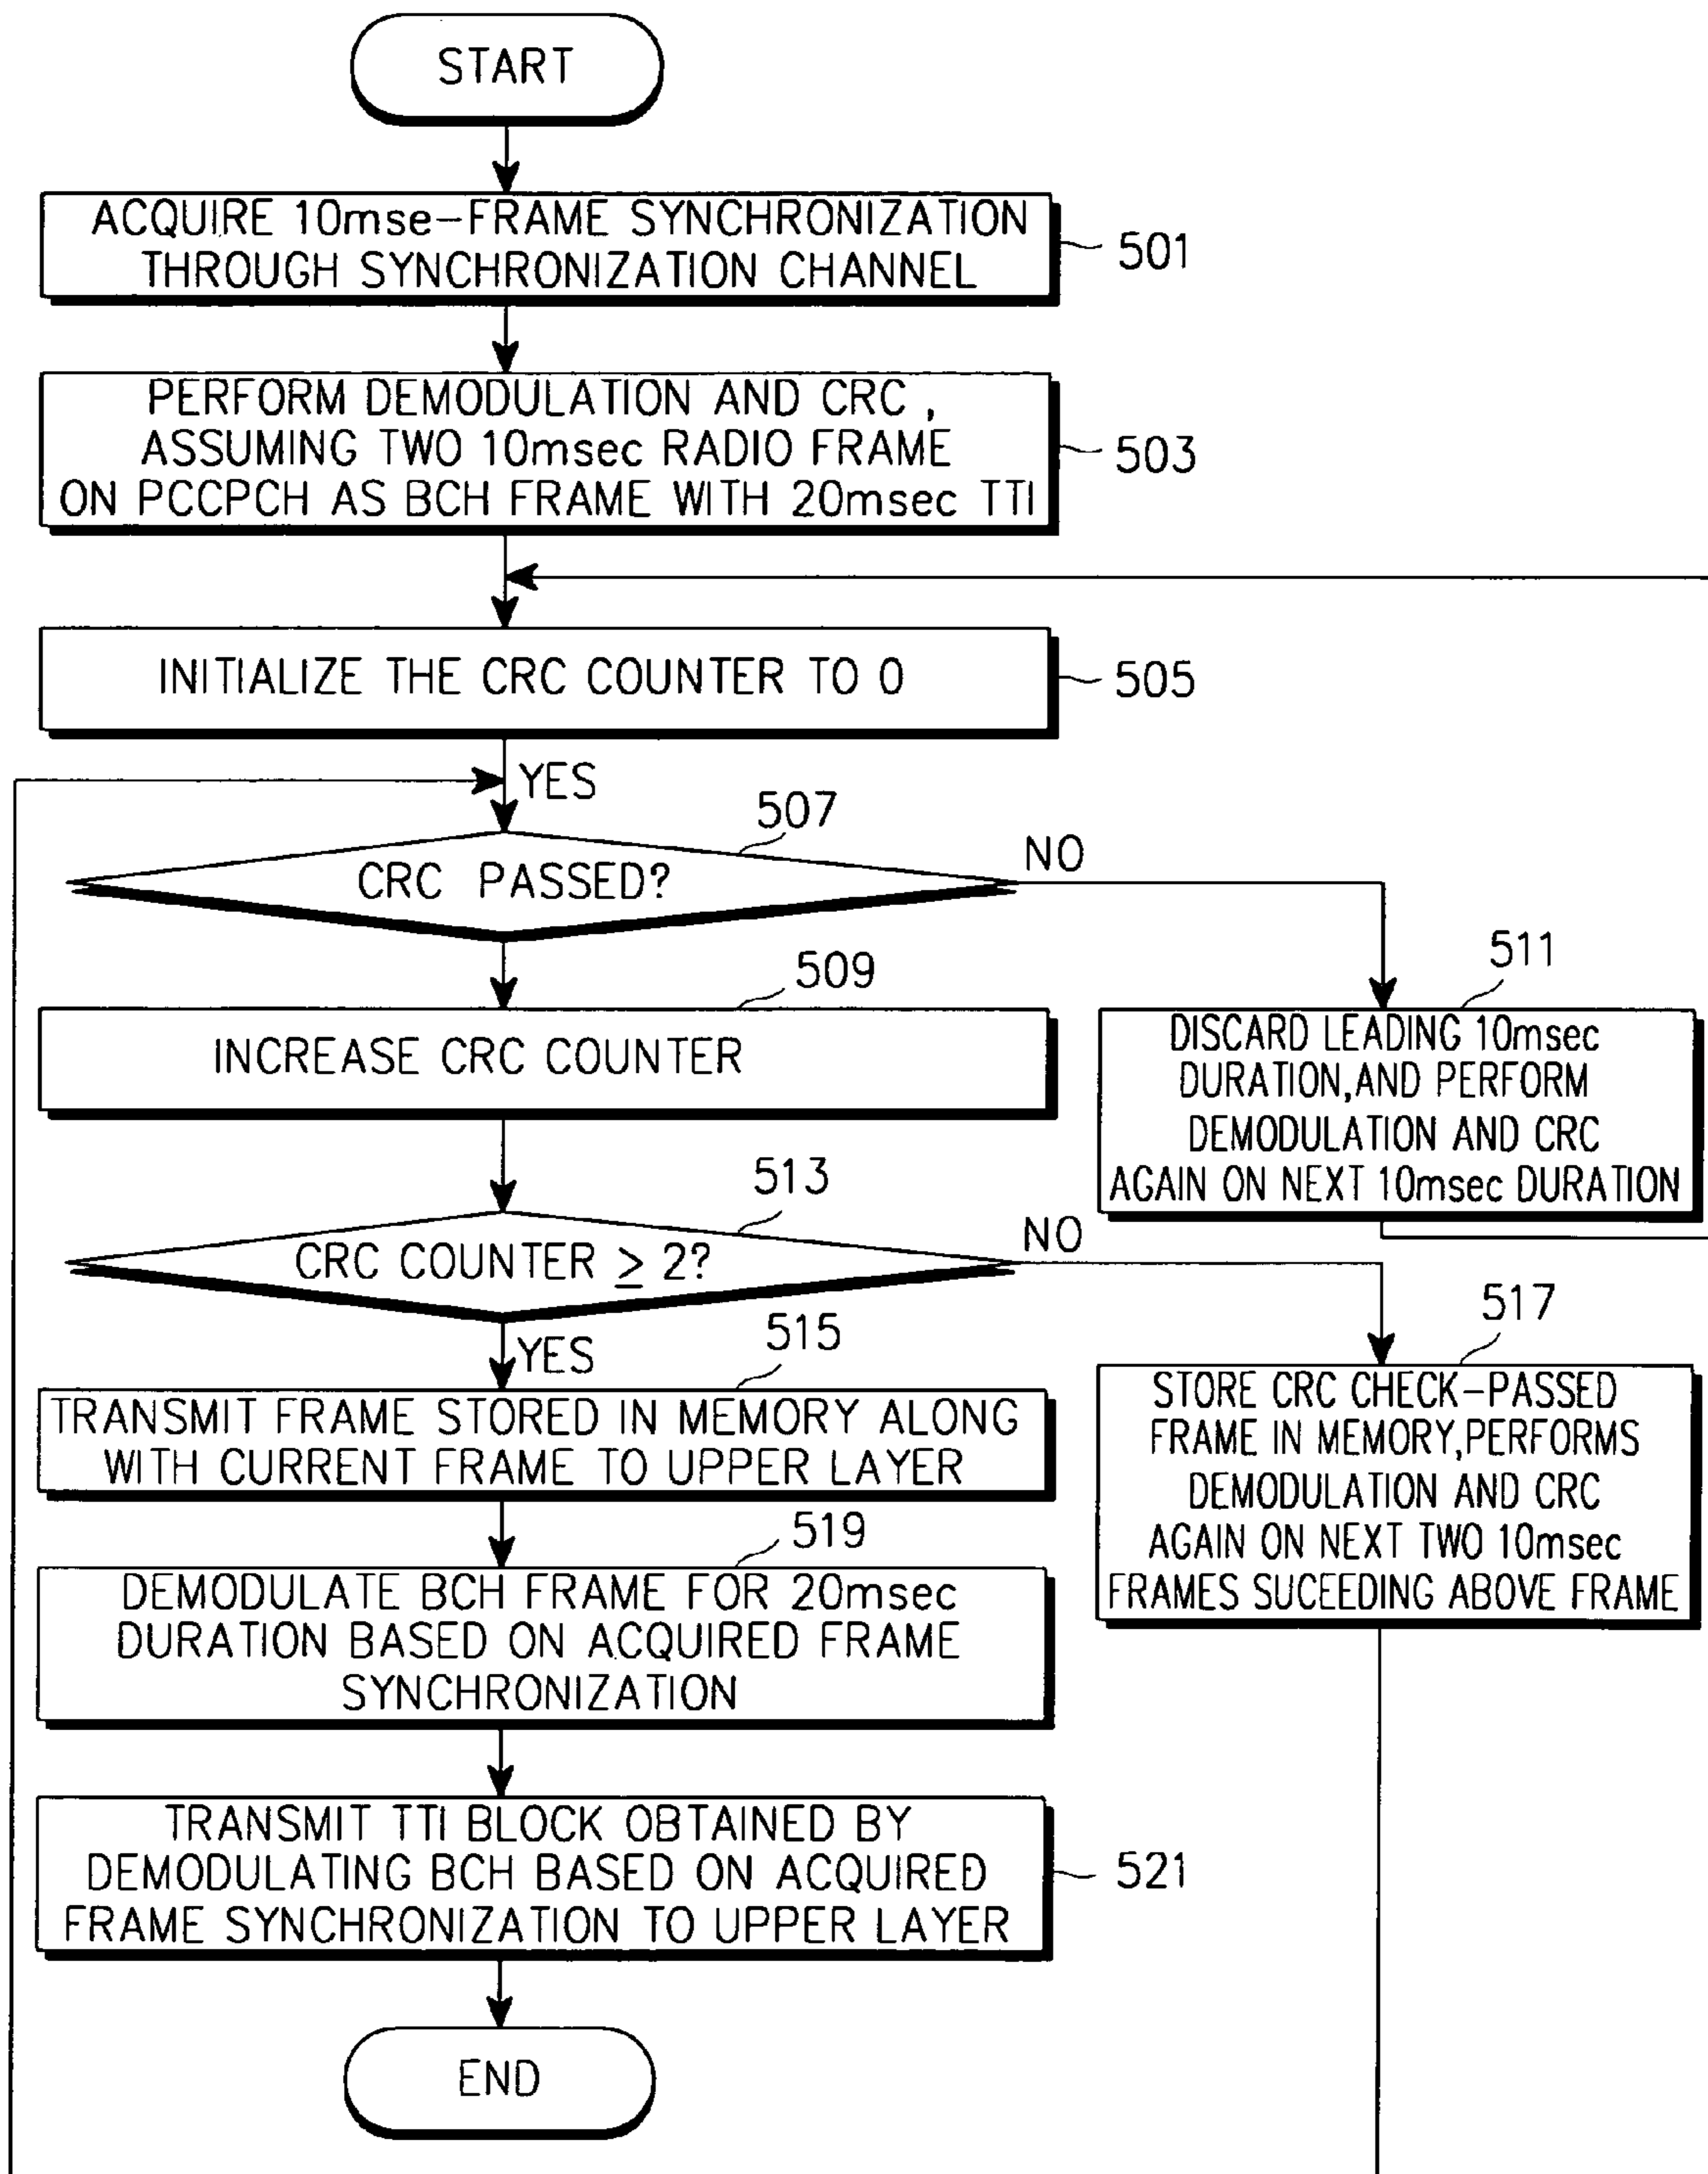 START
ACQUIRE 10mse-FRAME SYNCHRONIZATION
THROUGH SYNCHRONIZATION CHANNEL
501
PERFORM DEMODULATION AND CRC ,
ASSUMING TWO 10msec RADIO FRAME
ON PCCPCH AS BCH FRAME WITH 20msec TTI
503
INITIALIZE THE CRC COUNTER TO 0
505
YES
507
CRC PASSED?
NO
509
INCREASE CRC COUNTER
511
DISCARD LEADING 10msec
DURATION,AND PERFORM
DEMODULATION AND CRC
AGAIN ON NEXT 10msec DURATION
513
CRC COUNTER ≥ 2?
NO
YES
515
TRANSMIT FRAME STORED IN MEMORY ALONG
WITH CURRENT FRAME TO UPPER LAYER
517
STORE CRC CHECK-PASSED
FRAME IN MEMORY,PERFORMS
DEMODULATION AND CRC
AGAIN ON NEXT TWO 10msec
FRAMES SUCEEDING ABOVE FRAME
519
DEMODULATE BCH FRAME FOR 20msec
DURATION BASED ON ACQUIRED FRAME
SYNCHRONIZATION
TRANSMIT TTI BLOCK OBTAINED BY
DEMODULATING BCH BASED ON ACQUIRED
FRAME SYNCHRONIZATION TO UPPER LAYER
521
END